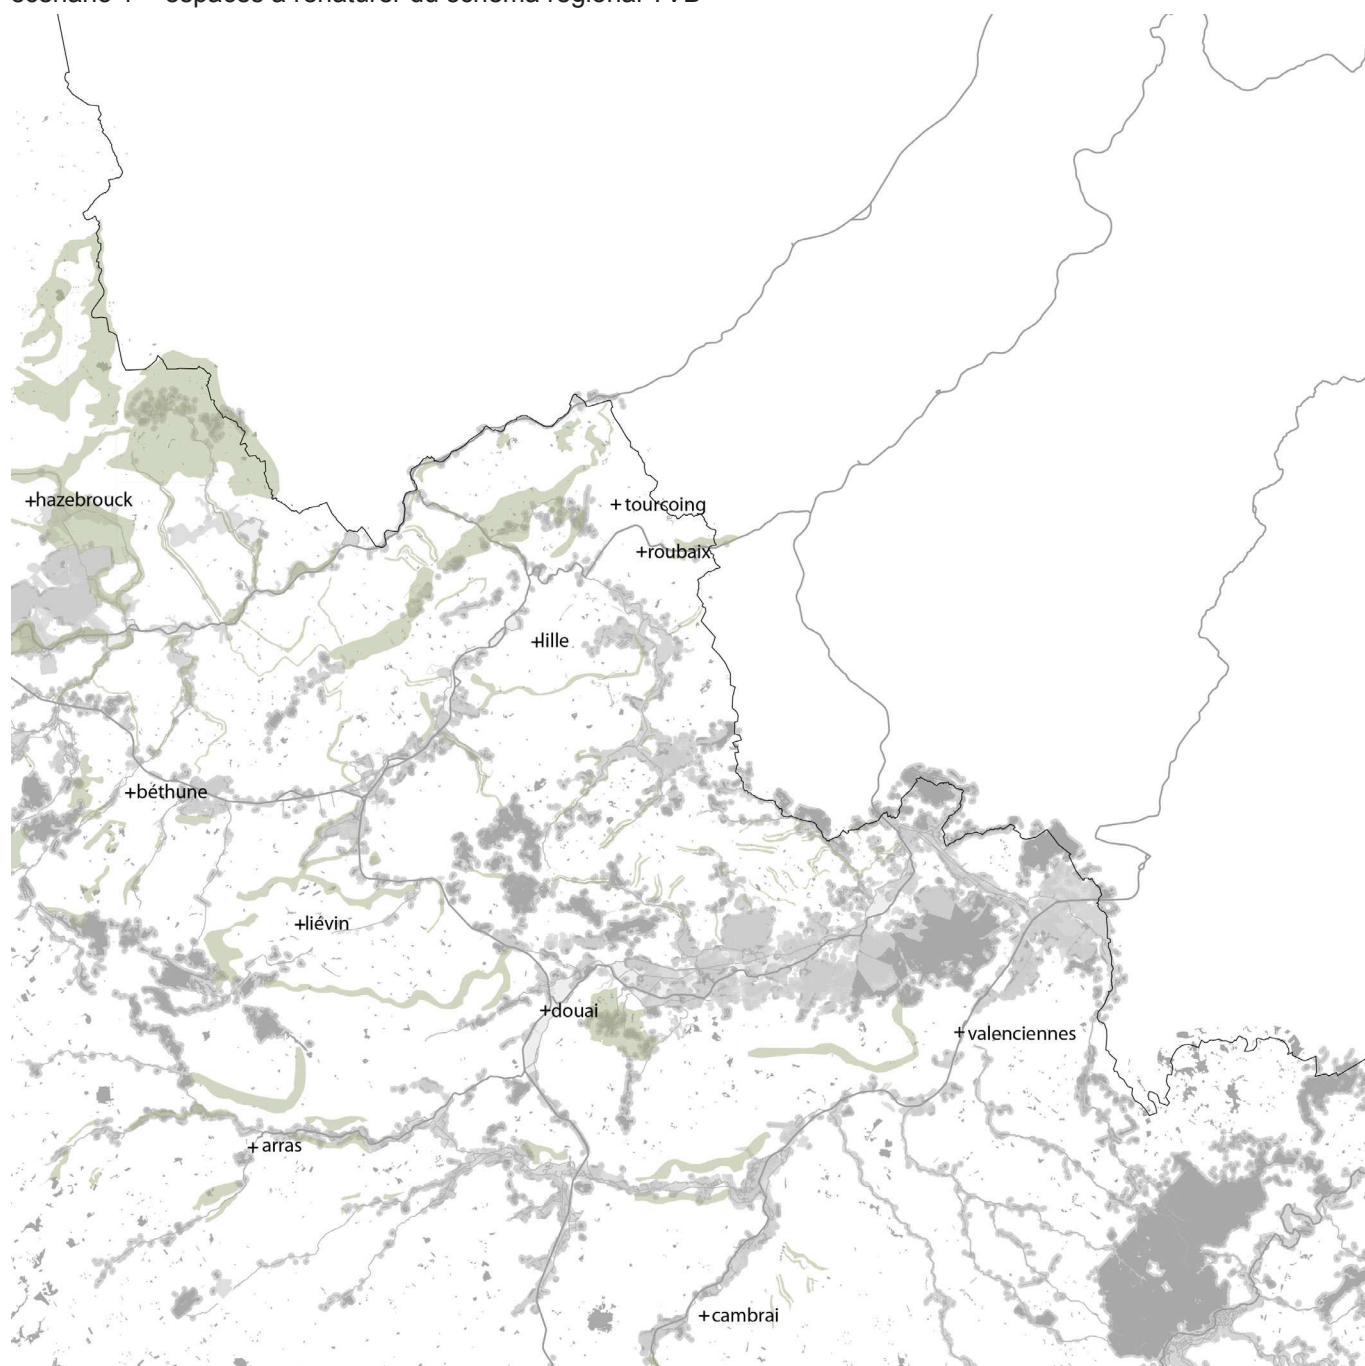 +hazebrouck
+tourcoing
+roubaix
+lille
+béthune
+liévin
+douai
+valenciennes
+arras
+cambrai